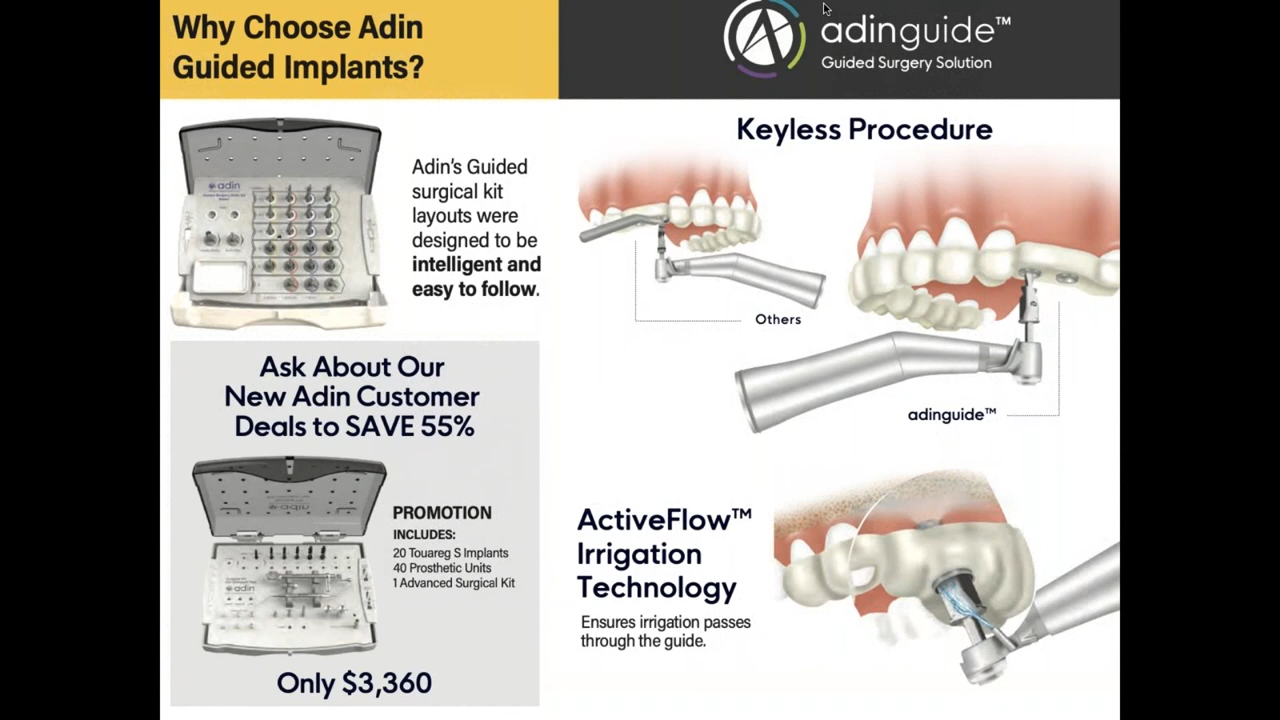 Why Choose Adin
Guided Implants?
adinguide™
Guided Surgery Solution
adin
Adin's Guided
surgical kit
layouts were
designed to be
intelligent and
easy to follow.
Keyless Procedure
Others
adinguide™
Ask About Our
New Adin Customer
Deals to SAVE 55%
adin
PROMOTION
INCLUDES:
20 Touareg S Implants
40 Prosthetic Units
1 Advanced Surgical Kit
adin
Only $3,360
ActiveFlow™
Irrigation
Technology
Ensures irrigation passes
through the guide.